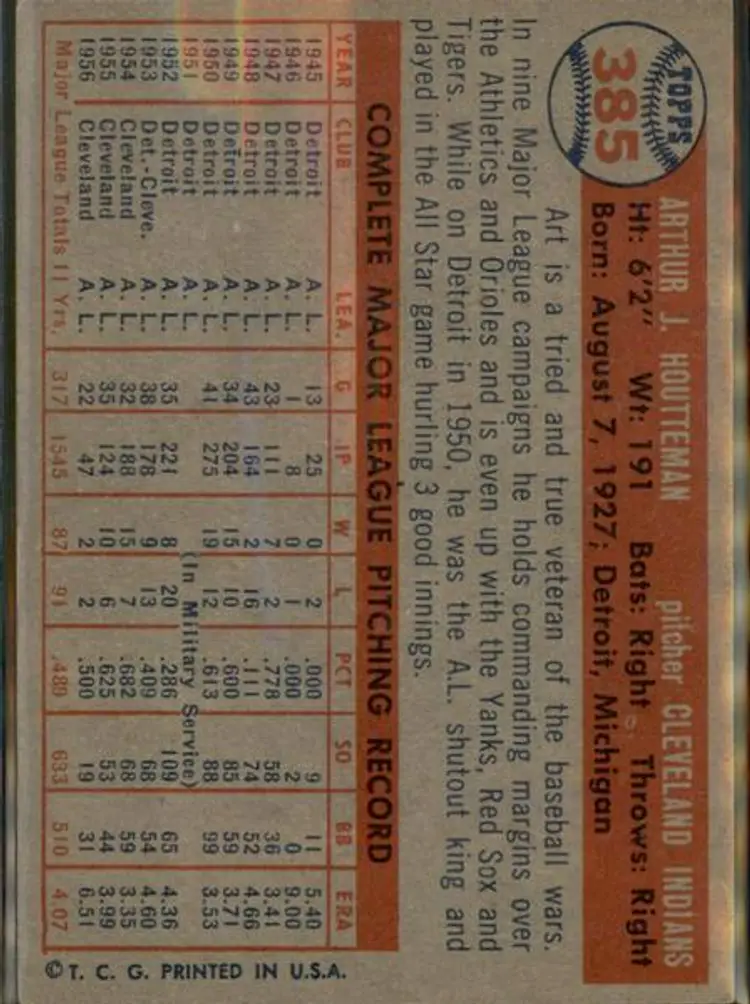 TOPPS
385
ARTHUR J. HOUTTEMAN pitcher CLEVELAND INDIANS
Ht: 6'2" Wt: 191 Bats: Right Throws: Right
Born: August 7, 1927; Detroit, Michigan
Art is a tried and true veteran of the baseball wars.
In nine Major League campaigns he holds commanding margins over
the Athletics and Orioles and is even up with the Yanks, Red Sox and
Tigers. While on Detroit in 1950, he was the A.L. shutout king and
played in the All Star game hurling 3 good innings.
COMPLETE MAJOR LEAGUE PITCHING RECORD
YEAR CLUB LEA. G IP W L PCT SO BB ERA
1945 Detroit A. L. 13 25 0 2 .000 9 11 5.40
1946 Detroit A. L. 1 8 0 1 .000 2 0 9.00
1947 Detroit A. L. 23 111 7 2 .778 58 36 3.41
1948 Detroit A. L. 43 164 2 16 .111 74 52 4.66
1949 Detroit A. L. 34 204 15 10 .600 85 59 3.71
1950 Detroit A. L. 41 275 19 12 .613 88 99 3.53
1951 Detroit A. L. (In Military Service)
1952 Detroit A. L. 35 221 8 20 .286 109 65 4.36
1953 Det.-Cleve. A. L. 38 178 9 13 .409 68 54 4.60
1954 Cleveland A. L. 32 188 15 7 .682 68 59 3.35
1955 Cleveland A. L. 35 124 10 6 .625 53 44 3.99
1956 Cleveland A. L. 22 47 2 2 .500 19 31 6.51
Major League Totals 11 Yrs. 317 1545 87 91 .489 633 510 4.07
© T. C. G. PRINTED IN U.S.A.